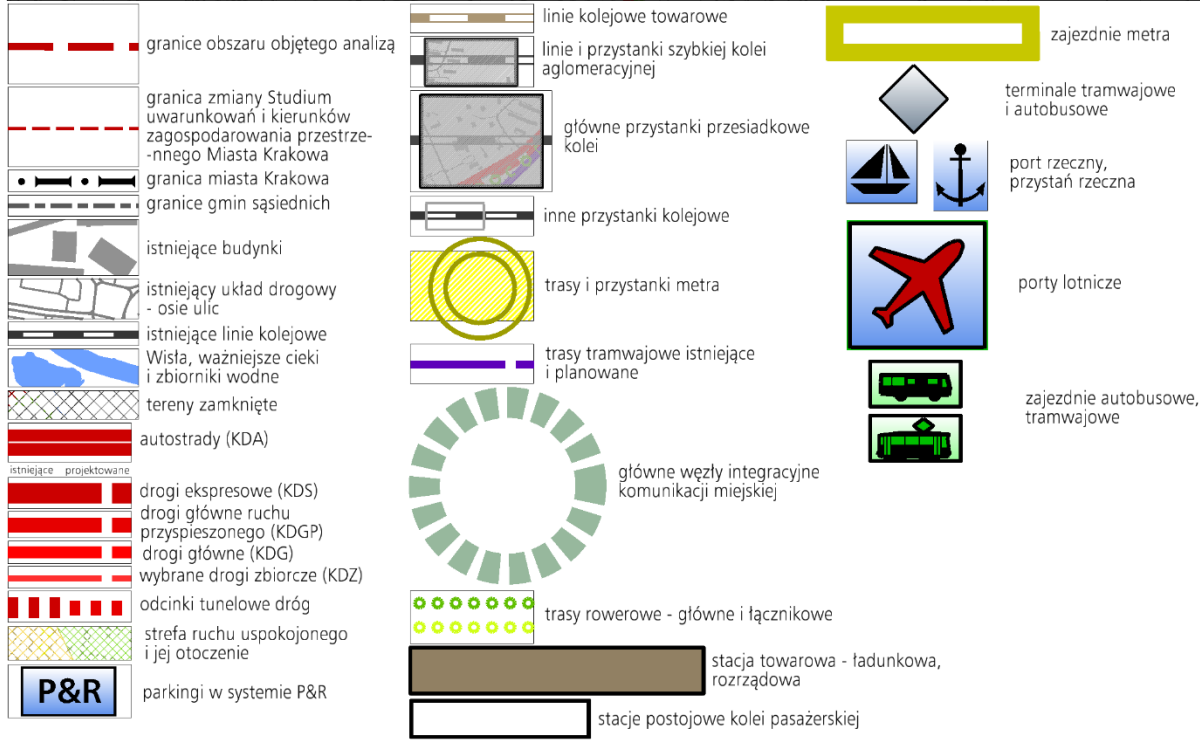 granice obszaru objętego analizą
granica zmiany Studium
uwarunkowań i kierunków
zagospodarowania przestrze-
-nnego Miasta Krakowa
granica miasta Krakowa
granice gmin sąsiednich
istniejące budynki
istniejący układ drogowy
- osie ulic
istniejące linie kolejowe
Wisła, ważniejsze cieki
i zbiorniki wodne
tereny zamknięte
autostrady (KDA)
istniejące projektowane
drogi ekspresowe (KDS)
drogi główne ruchu
przyspieszonego (KDGP)
drogi główne (KDG)
wybrane drogi zbiorcze (KDZ)
odcinki tunelowe dróg
strefa ruchu uspokojonego
i jej otoczenie
P&R
parkingi w systemie P&R
linie kolejowe towarowe
linie i przystanki szybkiej kolei
aglomeracyjnej
główne przystanki przesiadkowe
kolei
inne przystanki kolejowe
trasy i przystanki metra
trasy tramwajowe istniejące
i planowane
główne węzły integracyjne
komunikacji miejskiej
trasy rowerowe - główne i łącznikowe
stacja towarowa - ładunkowa,
rozrządowa
stacje postojowe kolei pasażerskiej
zajezdnie metra
terminale tramwajowe
i autobusowe
port rzeczny,
przystań rzeczna
porty lotnicze
zajezdnie autobusowe,
tramwajowe